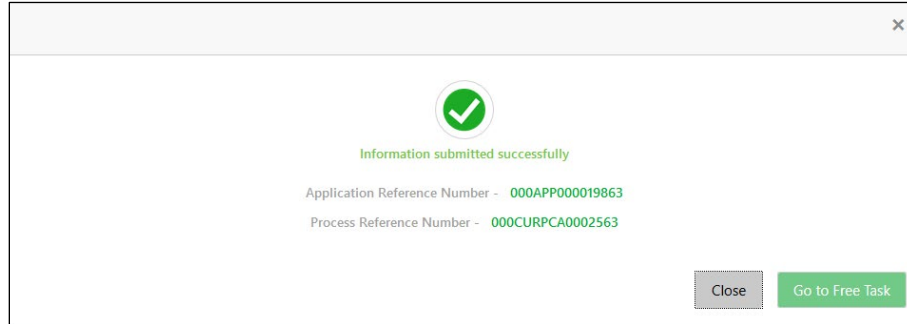 ×
Information submitted successfully
Application Reference Number - 000APP000019863
Process Reference Number - 000CURPCA0002563
Close Go to Free Task